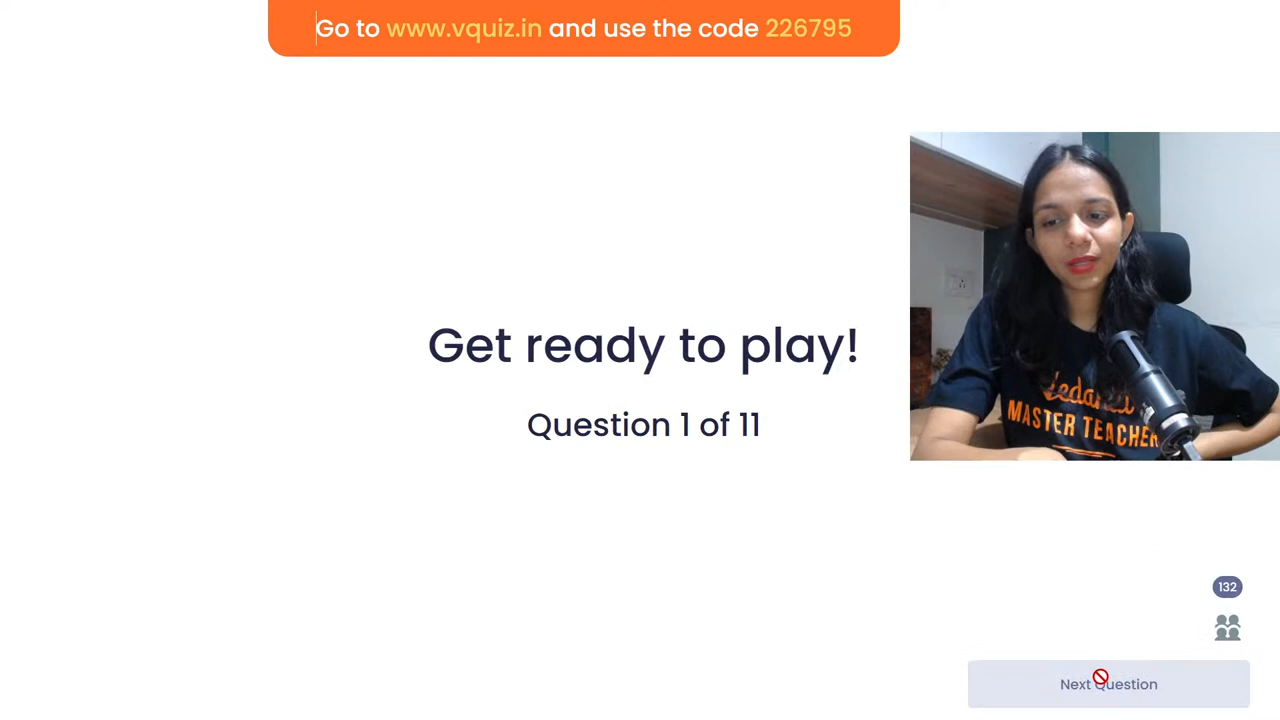 Go to www.vquiz.in and use the code 226795
Get ready to play!
Question 1 of 11
MASTER TEACHER
132
Next Question